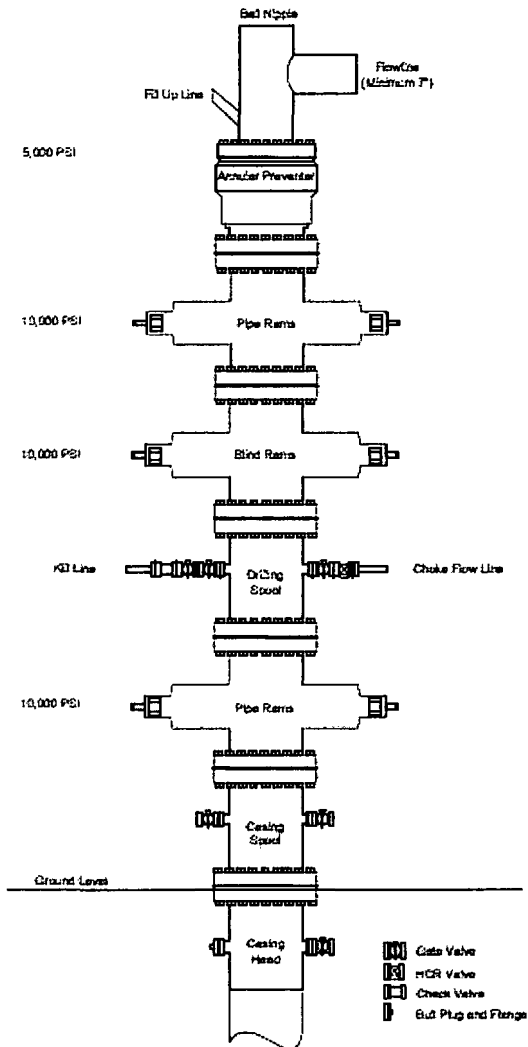 Bell Nipple
Flowline
(Minimum 7")
Fill Up Line
5,000 PSI
Annular Preventer
10,000 PSI
Pipe Rams
10,000 PSI
Blind Rams
Kill Line
Drilling
Spool
Choke Flow Line
10,000 PSI
Pipe Rams
Casing
Spool
Ground Level
Casing
Head
Gate Valve
HCR Valve
Check Valve
Bull Plug and Flange